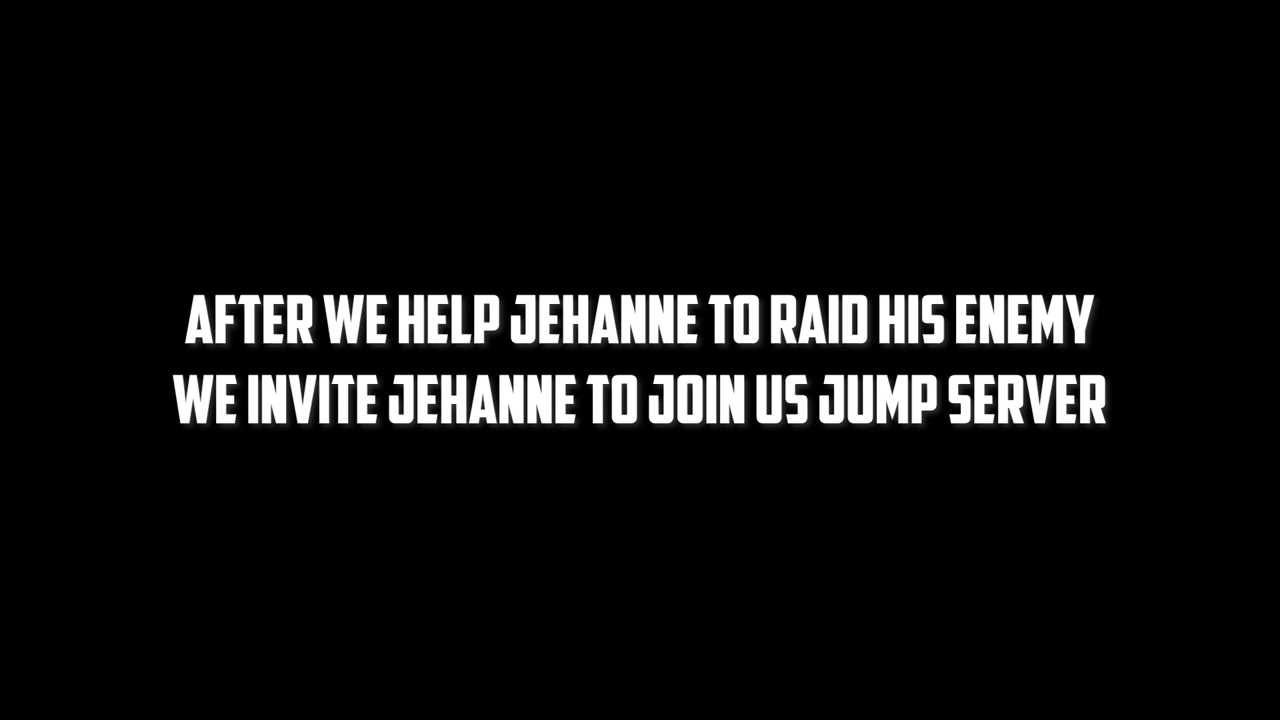 AFTER WE HELP JEHANNE TO RAID HIS ENEMY
WE INVITE JEHANNE TO JOIN US JUMP SERVER